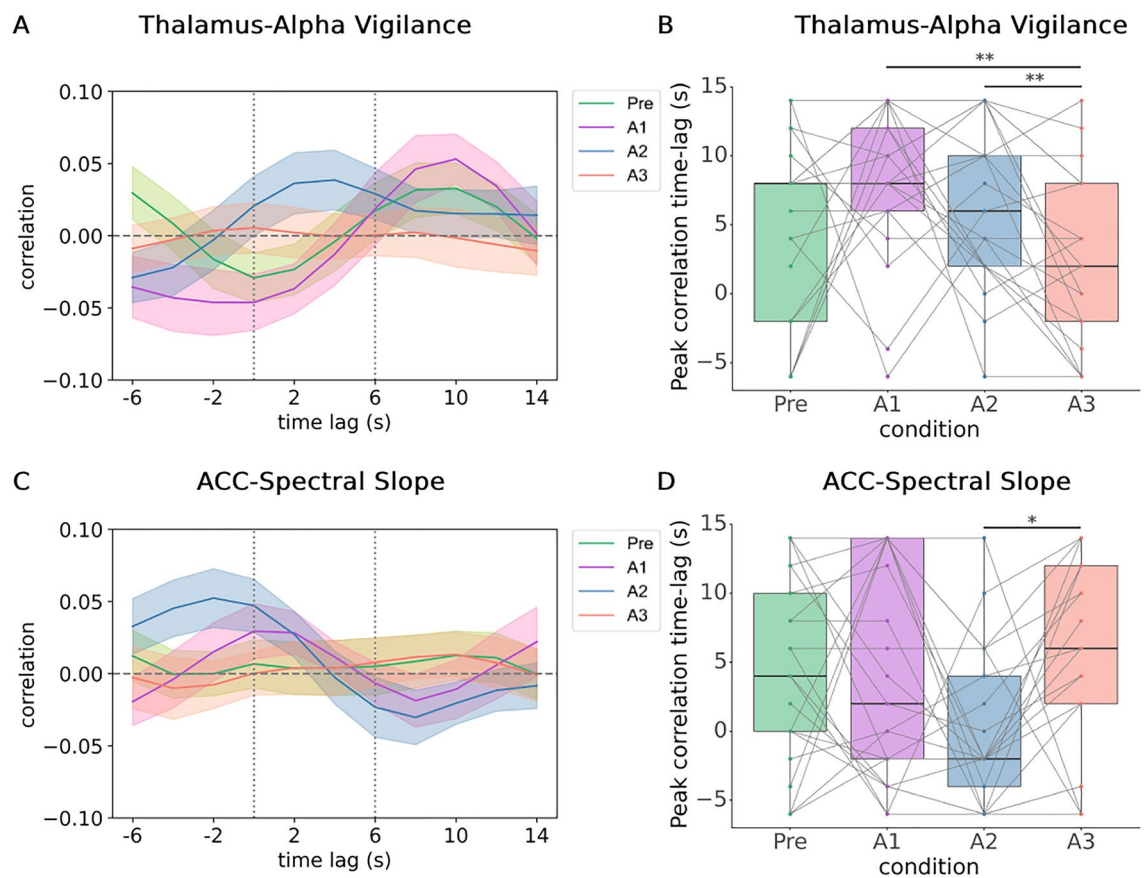 A Thalamus-Alpha Vigilance
0.10
0.05
0.00
−0.05
−0.10
correlation
-6 -2 2 6 10 14
time lag (s)
Pre
A1
A2
A3
B Thalamus-Alpha Vigilance
**
**
15
10
5
0
−5
Peak correlation time-lag (s)
Pre A1 A2 A3
condition
C ACC-Spectral Slope
0.10
0.05
0.00
−0.05
−0.10
correlation
-6 -2 2 6 10 14
time lag (s)
Pre
A1
A2
A3
D ACC-Spectral Slope
*
15
10
5
0
−5
Peak correlation time-lag (s)
Pre A1 A2 A3
condition